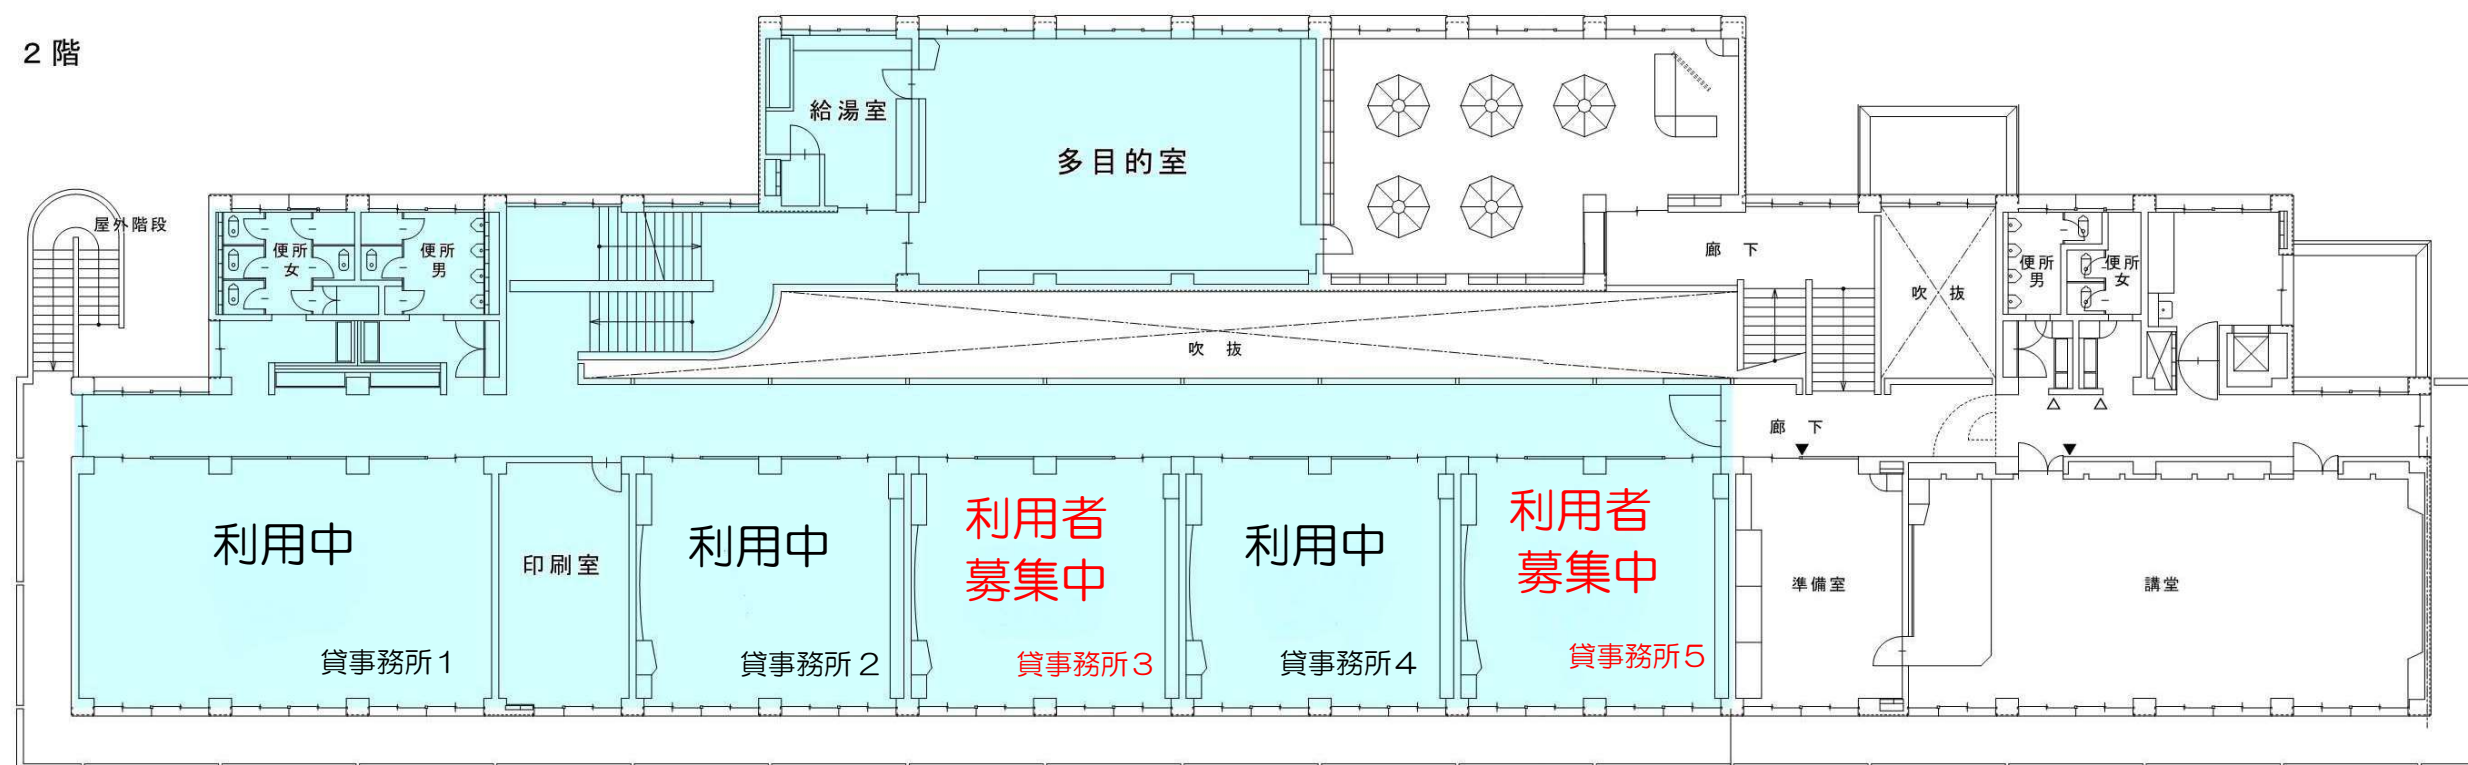 2階
給湯室
多目的室
屋外階段
便所
女
便所
男
廊 下
吹 抜
便所
男
便所
女
吹 抜
廊 下
利用中
貸事務所1
印刷室
利用中
貸事務所2
利用者
募集中
貸事務所3
利用中
貸事務所4
利用者
募集中
貸事務所5
準備室
講堂